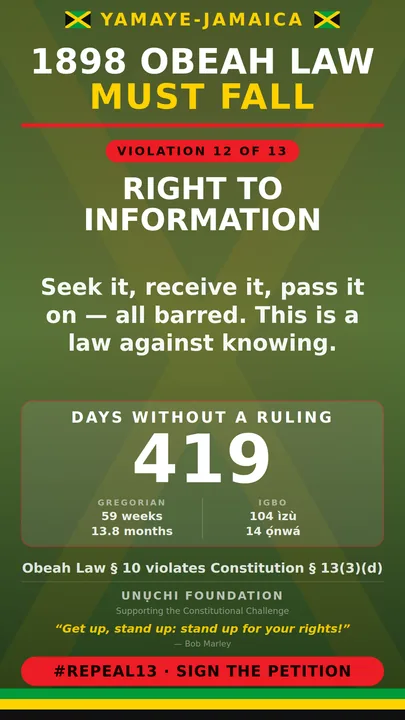 YAMAYE-JAMAICA
1898 OBEAH LAW
MUST FALL
VIOLATION 12 OF 13
RIGHT TO
INFORMATION
Seek it, receive it, pass it
on — all barred. This is a
law against knowing.
DAYS WITHOUT A RULING
419
GREGORIAN
59 weeks
13.8 months
IGBO
104 ìzù
14 ọ́nwá
Obeah Law § 10 violates Constitution § 13(3)(d)
UNỤCHI FOUNDATION
Supporting the Constitutional Challenge
“Get up, stand up: stand up for your rights!”
— Bob Marley
#REPEAL13 · SIGN THE PETITION